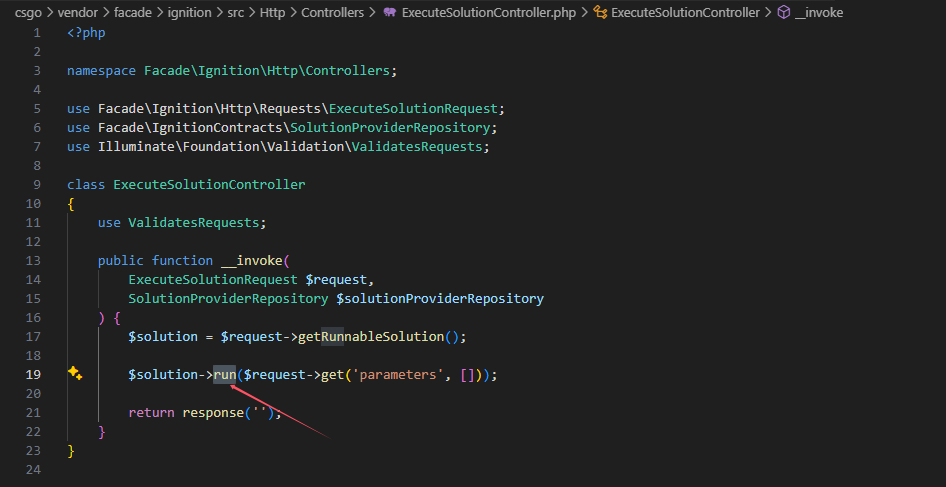 csgo > vendor > facade > ignition > src > Http > Controllers > ExecuteSolutionController.php > ExecuteSolutionController > __invoke
1 <?php
2
3 namespace Facade\Ignition\Http\Controllers;
4
5 use Facade\Ignition\Http\Requests\ExecuteSolutionRequest;
6 use Facade\IgnitionContracts\SolutionProviderRepository;
7 use Illuminate\Foundation\Validation\ValidatesRequests;
8
9 class ExecuteSolutionController
10 {
11     use ValidatesRequests;
12
13     public function __invoke(
14         ExecuteSolutionRequest $request,
15         SolutionProviderRepository $solutionProviderRepository
16     ) {
17         $solution = $request->getRunnableSolution();
18
19         $solution->run($request->get('parameters', []));
20
21         return response('');
22     }
23 }
24